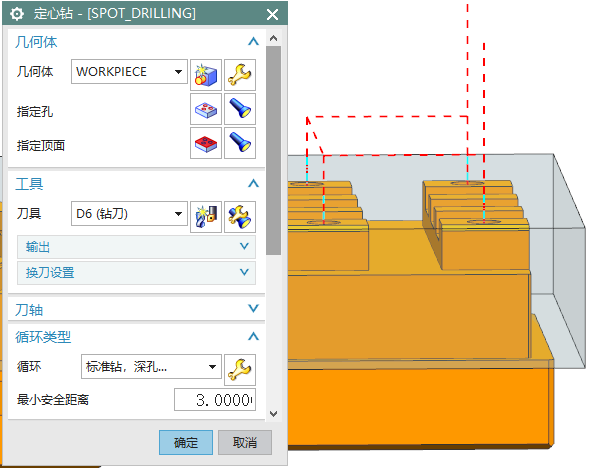 定心钻 - [SPOT_DRILLING]
几何体
几何体 WORKPIECE
指定孔
指定顶面
工具
刀具 D6 (钻刀)
输出
换刀设置
刀轴
循环类型
循环 标准钻，深孔...
最小安全距离 3.0000
确定 取消